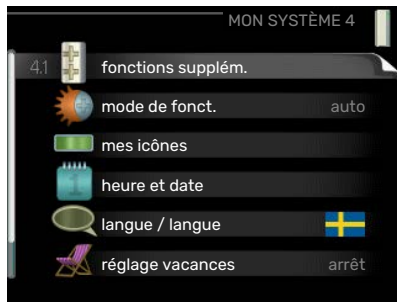 MON SYSTÈME 4
4.1 fonctions supplém.
mode de fonct. auto
mes icônes
heure et date
langue / langue
réglage vacances arrêt